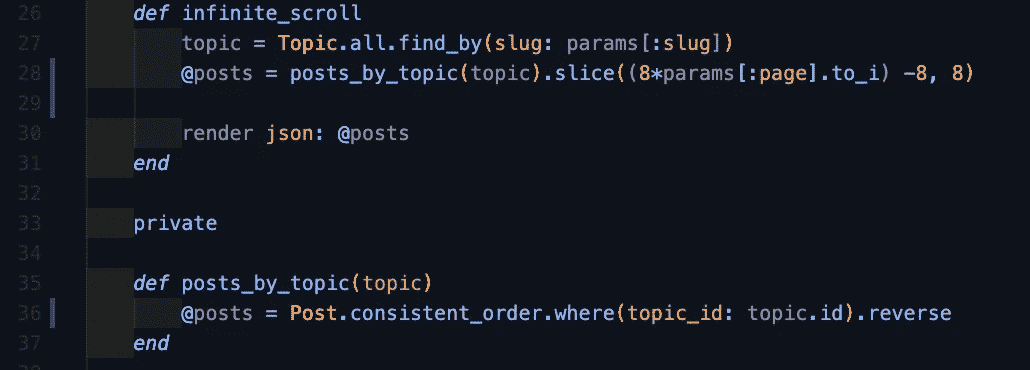 26 def infinite_scroll
27 topic = Topic.all.find_by(slug: params[:slug])
28 @posts = posts_by_topic(topic).slice((8*params[:page].to_i) -8, 8)
29
30 render json: @posts
31 end
32
33 private
34
35 def posts_by_topic(topic)
36 @posts = Post.consistent_order.where(topic_id: topic.id).reverse
37 end